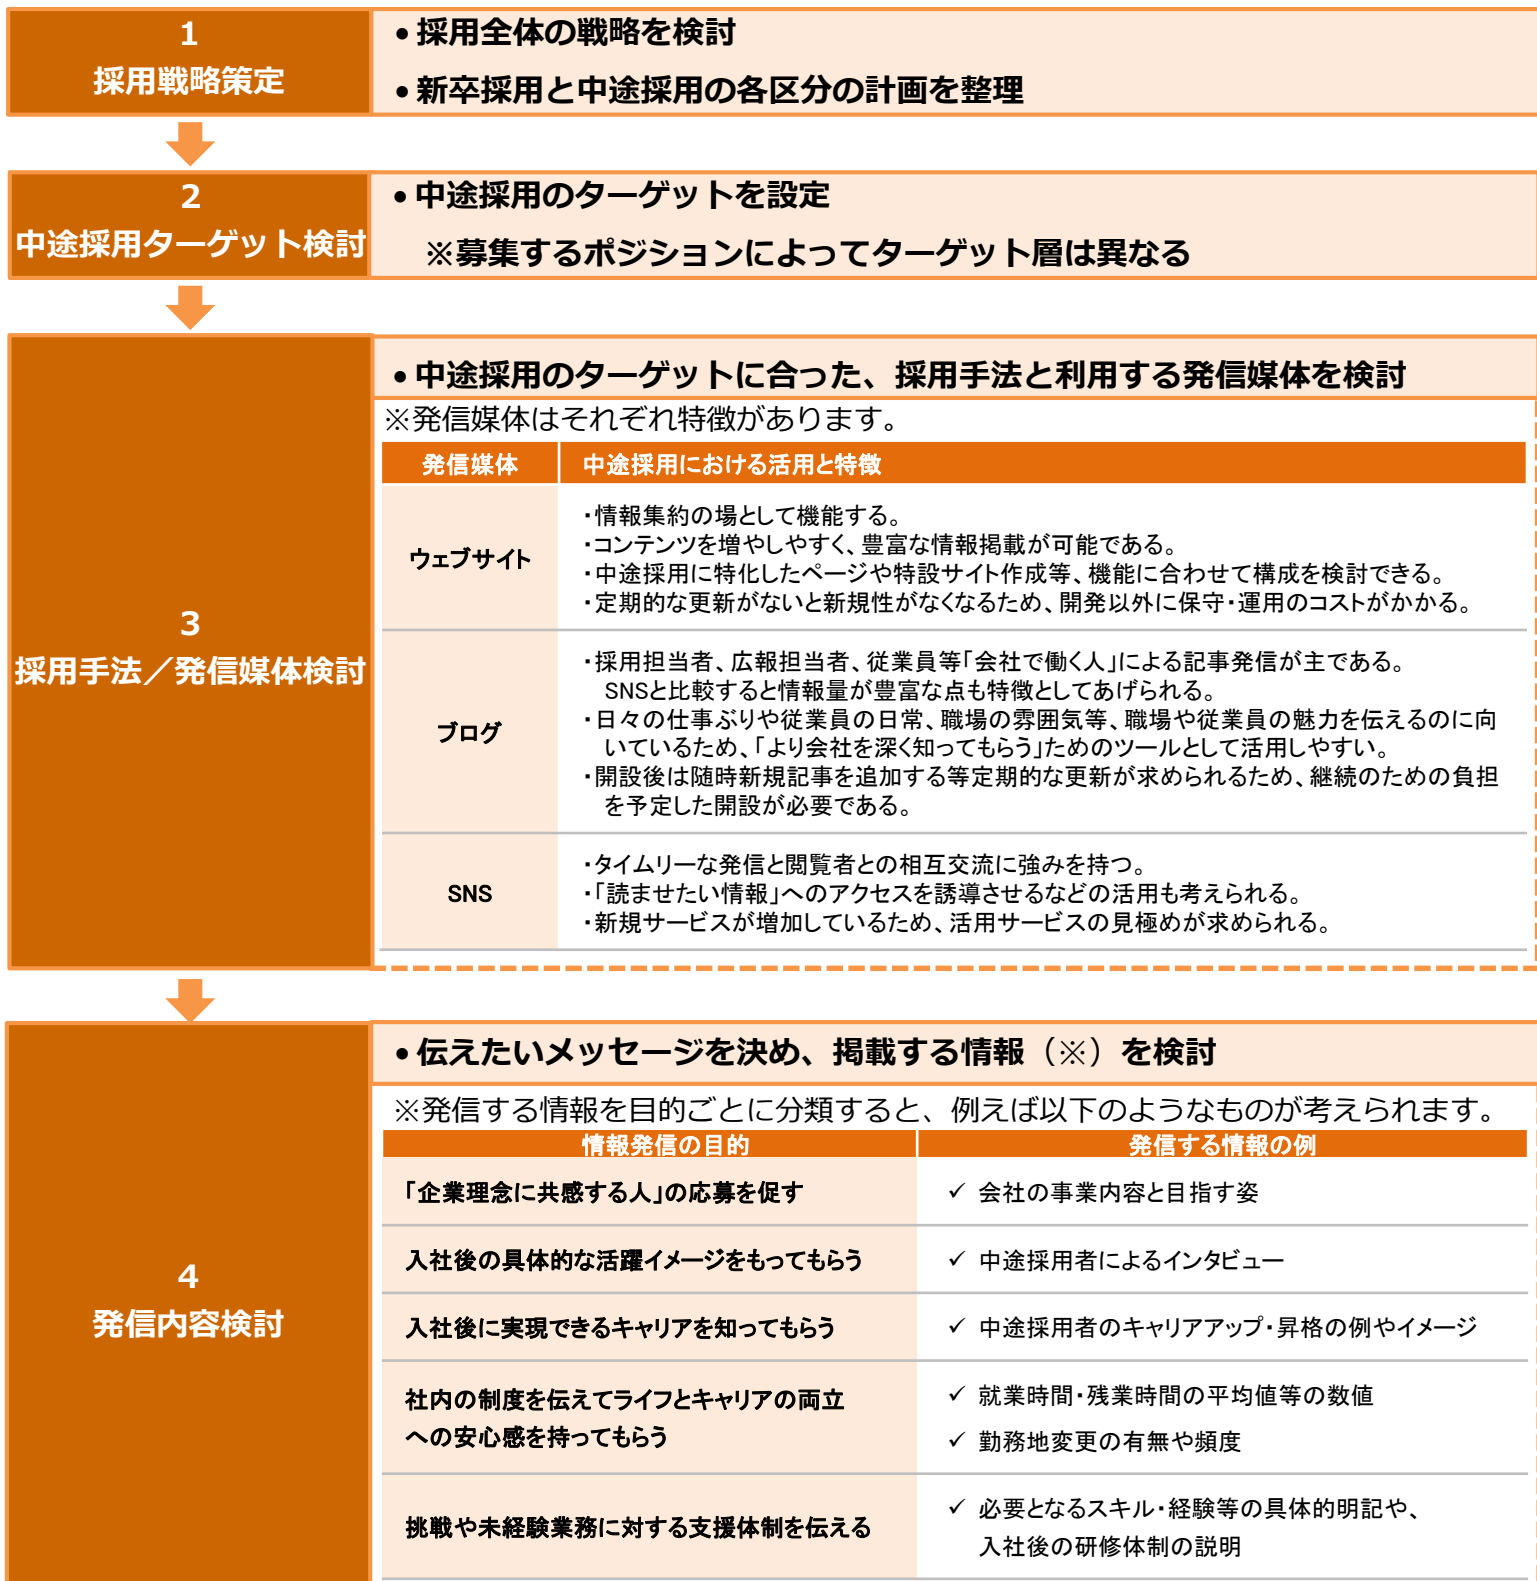 1
採用戦略策定
•採用全体の戦略を検討
•新卒採用と中途採用の各区分の計画を整理
2
中途採用ターゲット検討
•中途採用のターゲットを設定
※募集するポジションによってターゲット層は異なる
3
採用手法／発信媒体検討
•中途採用のターゲットに合った、採用手法と利用する発信媒体を検討
※発信媒体はそれぞれ特徴があります。
発信媒体 中途採用における活用と特徴
ウェブサイト
・情報集約の場として機能する。
・コンテンツを増やしやすく、豊富な情報掲載が可能である。
・中途採用に特化したページや特設サイト作成等、機能に合わせて構成を検討できる。
・定期的な更新がないと新規性がなくなるため、開発以外に保守・運用のコストがかかる。
ブログ
・採用担当者、広報担当者、従業員等「会社で働く人」による記事発信が主である。
SNSと比較すると情報量が豊富な点も特徴としてあげられる。
・日々の仕事ぶりや従業員の日常、職場の雰囲気等、職場や従業員の魅力を伝えるのに向
いているため、「より会社を深く知ってもらう」ためのツールとして活用しやすい。
・開設後は随時新規記事を追加する等定期的な更新が求められるため、継続のための負担
を予定した開設が必要である。
SNS
・タイムリーな発信と閲覧者との相互交流に強みを持つ。
・「読ませたい情報」へのアクセスを誘導させるなどの活用も考えられる。
・新規サービスが増加しているため、活用サービスの見極めが求められる。
4
発信内容検討
•伝えたいメッセージを決め、掲載する情報（※）を検討
※発信する情報を目的ごとに分類すると、例えば以下のようなものが考えられます。
情報発信の目的 発信する情報の例
「企業理念に共感する人」の応募を促す ✓ 会社の事業内容と目指す姿
入社後の具体的な活躍イメージをもってもらう ✓ 中途採用者によるインタビュー
入社後に実現できるキャリアを知ってもらう ✓ 中途採用者のキャリアアップ・昇格の例やイメージ
社内の制度を伝えてライフとキャリアの両立
への安心感を持ってもらう
✓ 就業時間・残業時間の平均値等の数値
✓ 勤務地変更の有無や頻度
挑戦や未経験業務に対する支援体制を伝える
✓ 必要となるスキル・経験等の具体的明記や、
入社後の研修体制の説明